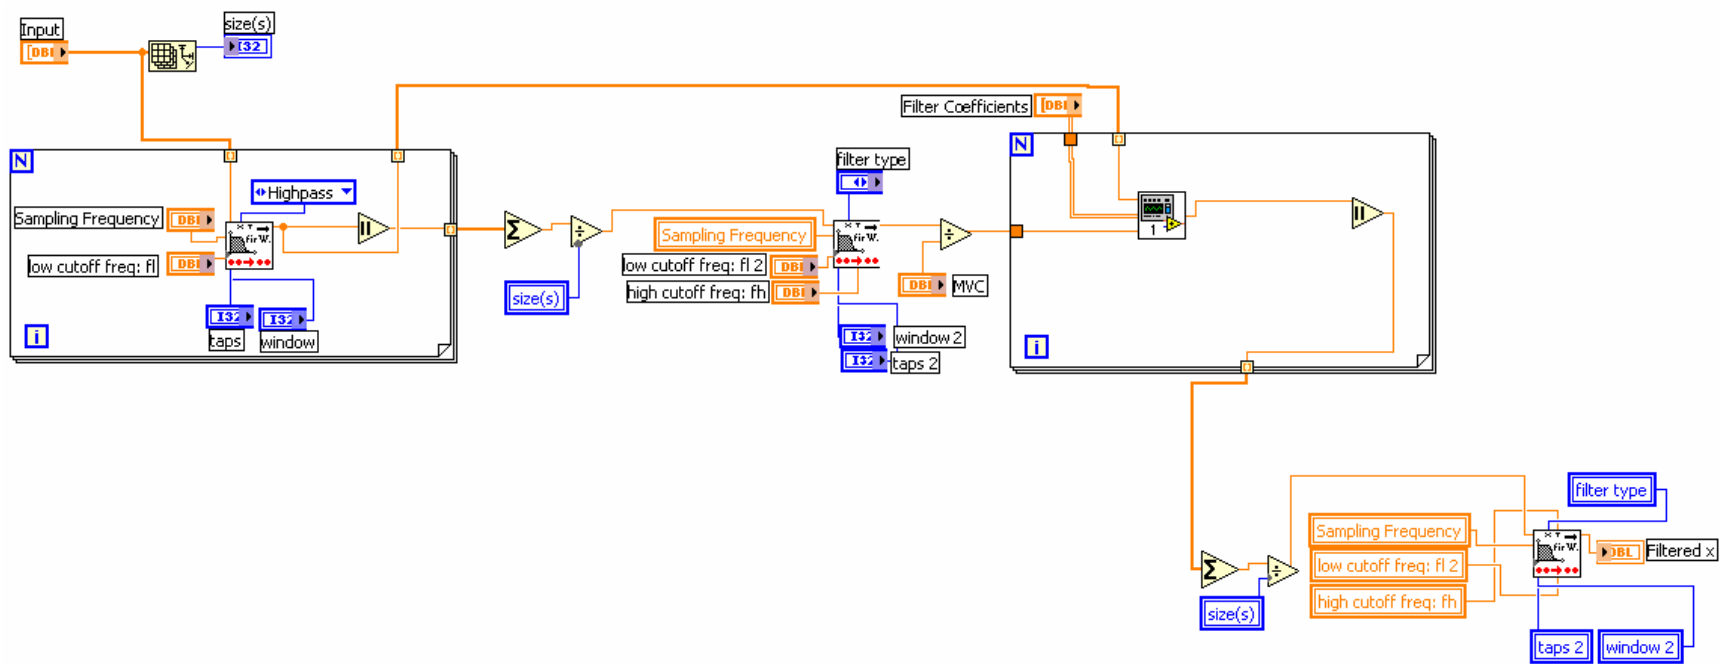 Input
[DBl
size(s)
I32
N
Highpass
Sampling Frequency
DBl
X T
fir W.
low cutoff freq: fl
DBl
I32
I32
taps
window
i
Σ
÷
size(s)
filter type
Sampling Frequency
X T
fir W.
low cutoff freq: fl 2
DBl
high cutoff freq: fh
DBl
I32
window 2
I32
taps 2
÷
DBl
MVC
Filter Coefficients
[DBl
N
1
i
Σ
÷
size(s)
filter type
Sampling Frequency
low cutoff freq: fl 2
high cutoff freq: fh
X T
fir W.
DBL
Filtered x
taps 2
window 2